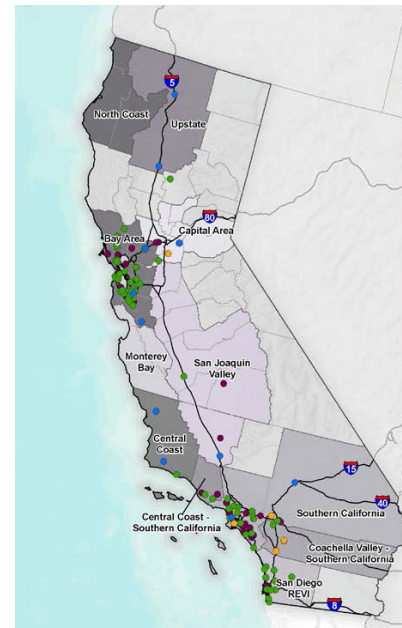 5
North Coast
Upstate
80
Bay Area
Capital Area
Monterey
Bay
San Joaquin
Valley
Central
Coast
15
40
Southern California
Central Coast -
Southern California
Coachella Valley -
Southern California
San Diego
REVI
8